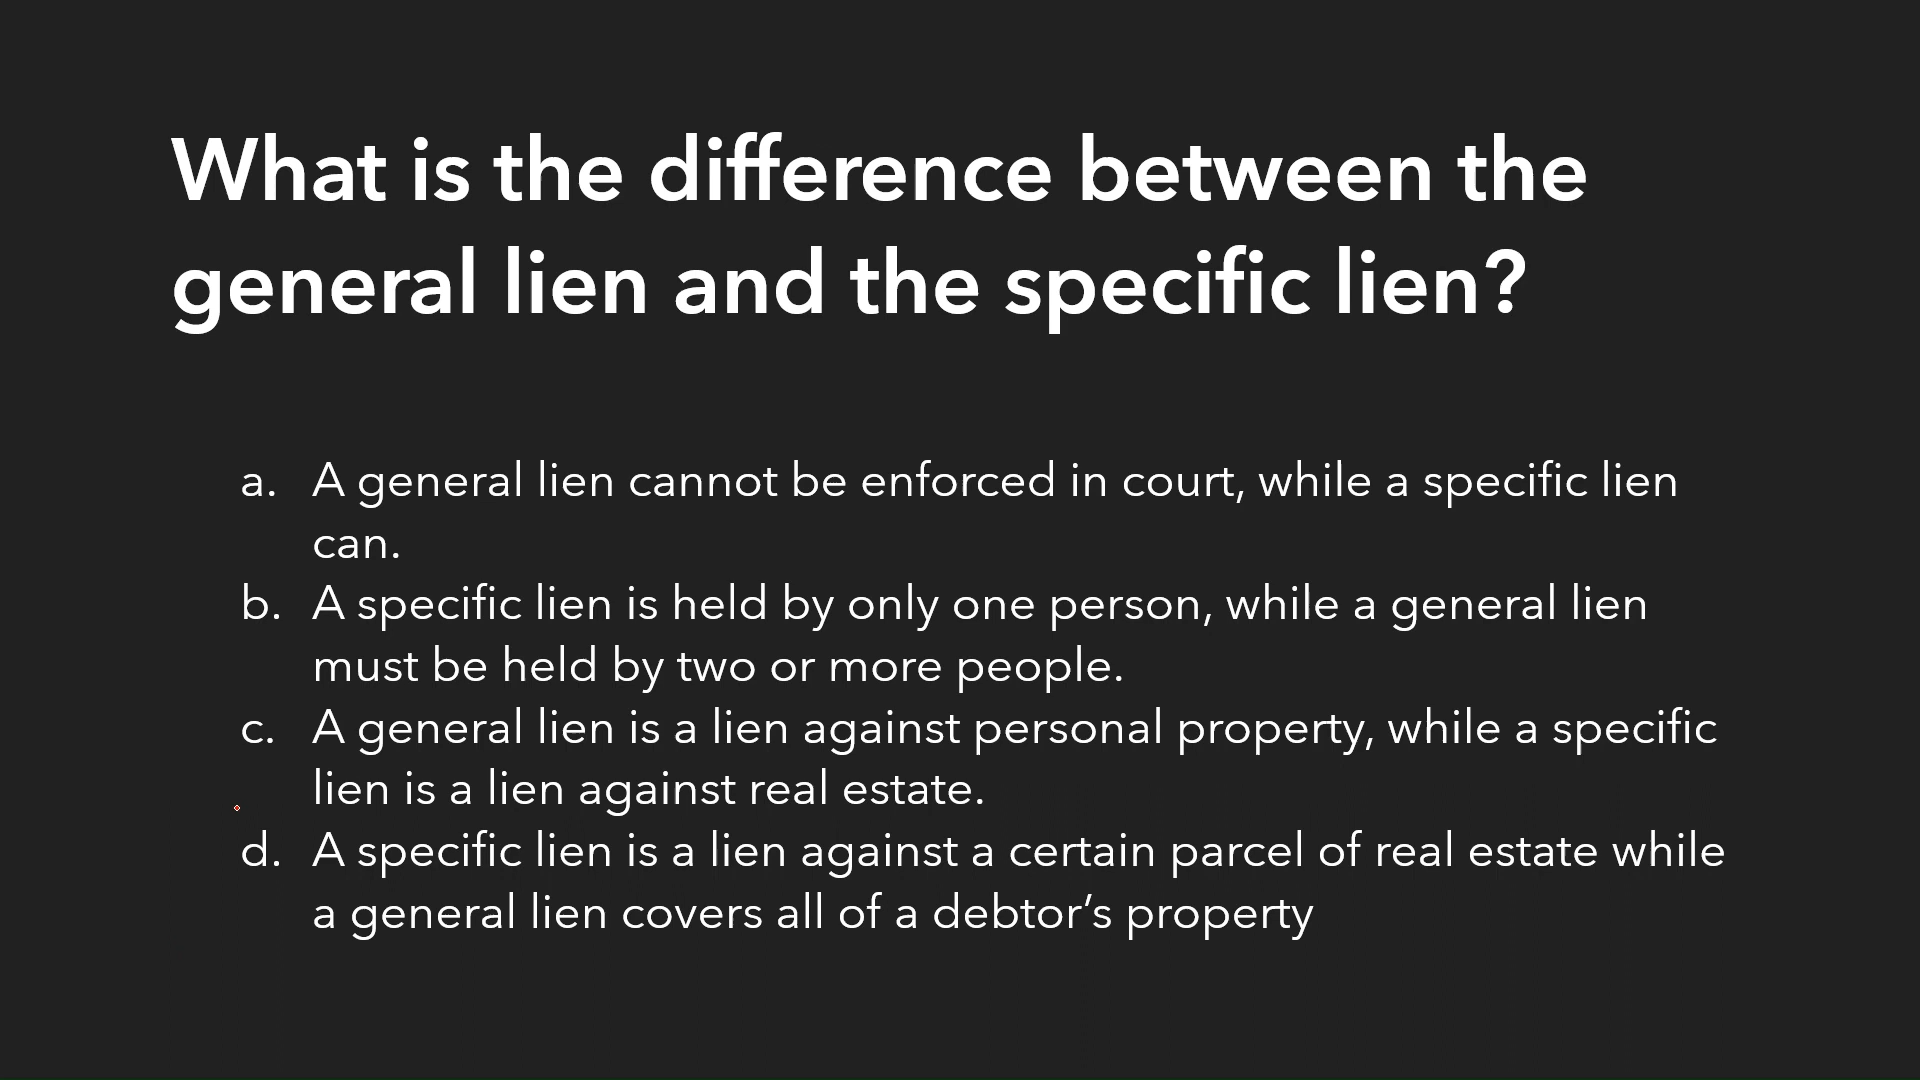 What is the difference between the
general lien and the specific lien?
a. A general lien cannot be enforced in court, while a specific lien
can.
b. A specific lien is held by only one person, while a general lien
must be held by two or more people.
c. A general lien is a lien against personal property, while a specific
lien is a lien against real estate.
d. A specific lien is a lien against a certain parcel of real estate while
a general lien covers all of a debtor’s property